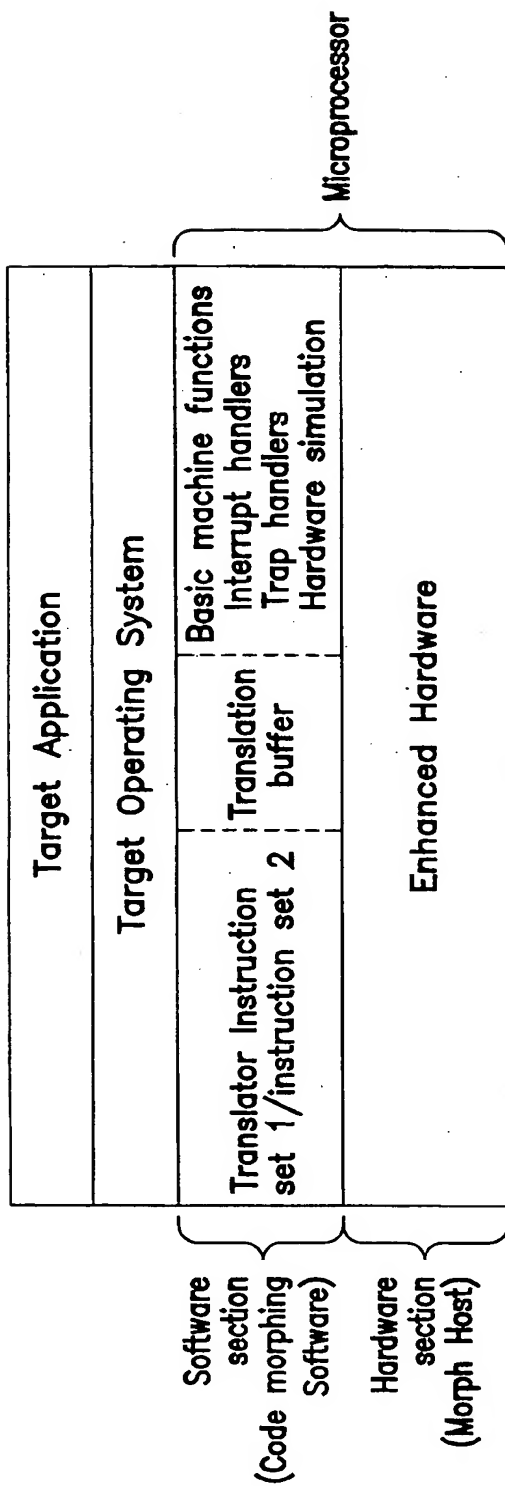 Target Application
Target Operating System
Software
section
(Code morphing
Software)
Translator Instruction
set 1/instruction set 2
Translation
buffer
Basic machine functions
Interrupt handlers
Trap handlers
Hardware simulation
Hardware
section
(Morph Host)
Enhanced Hardware
Microprocessor